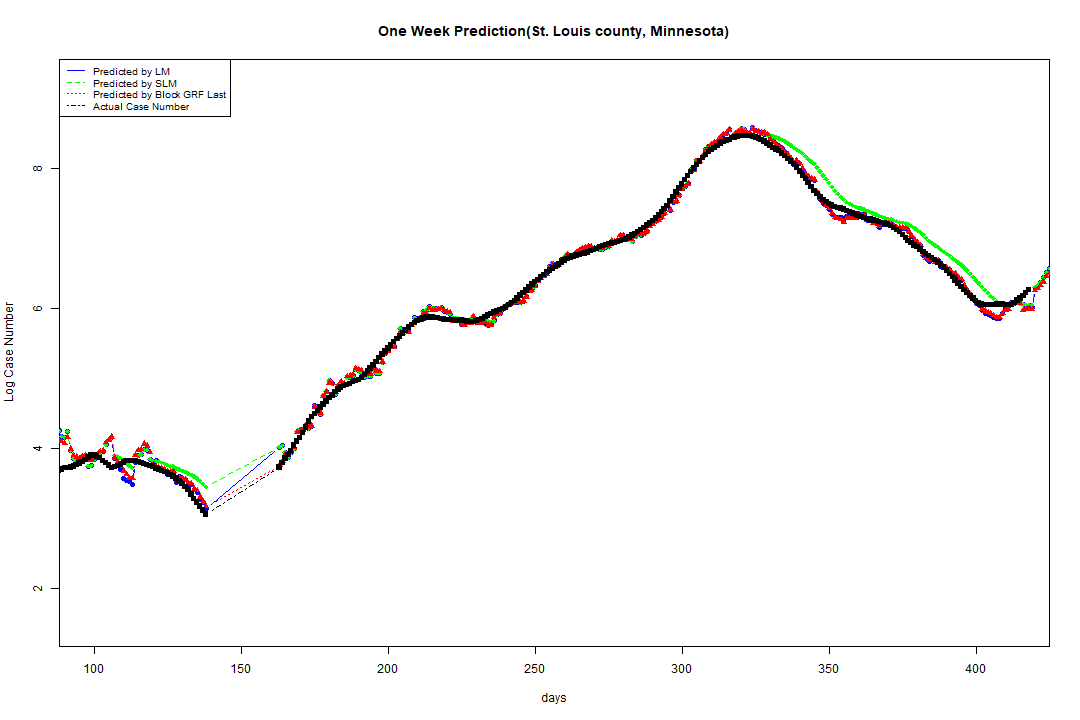 One Week Prediction(St. Louis county, Minnesota)
Predicted by LM
Predicted by SLM
Predicted by Block GRF Last
Actual Case Number
8
6
4
2
Log Case Number
100 150 200 250 300 350 400
days